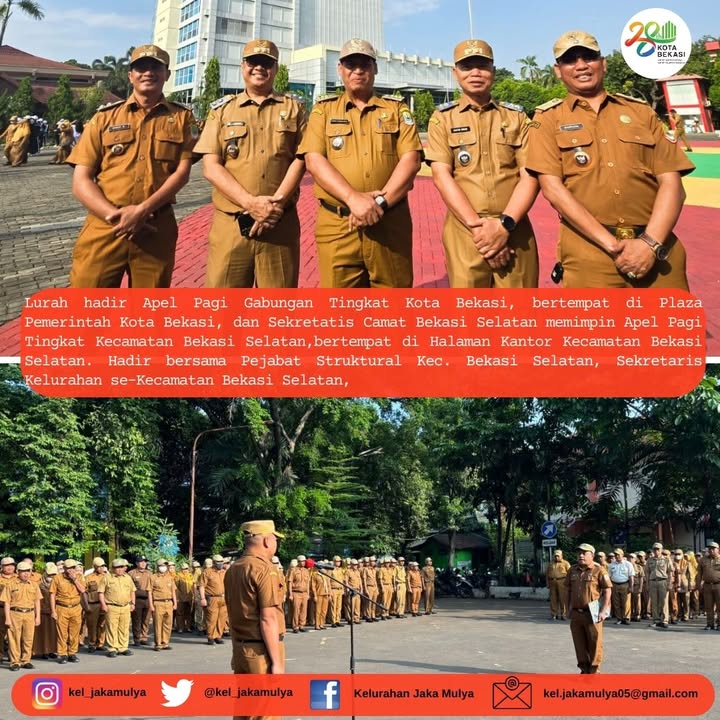 28
KOTA
BEKASI
Lurah hadir Apel Pagi Gabungan Tingkat Kota Bekasi, bertempat di Plaza
Pemerintah Kota Bekasi, dan Sekretatis Camat Bekasi Selatan memimpin Apel Pagi
Tingkat Kecamatan Bekasi Selatan,bertempat di Halaman Kantor Kecamatan Bekasi
Selatan. Hadir bersama Pejabat Struktural Kec. Bekasi Selatan, Sekretaris
Kelurahan se-Kecamatan Bekasi Selatan,
kel_jakamulya @kel_jakamulya Kelurahan Jaka Mulya kel.jakamulya05@gmail.com